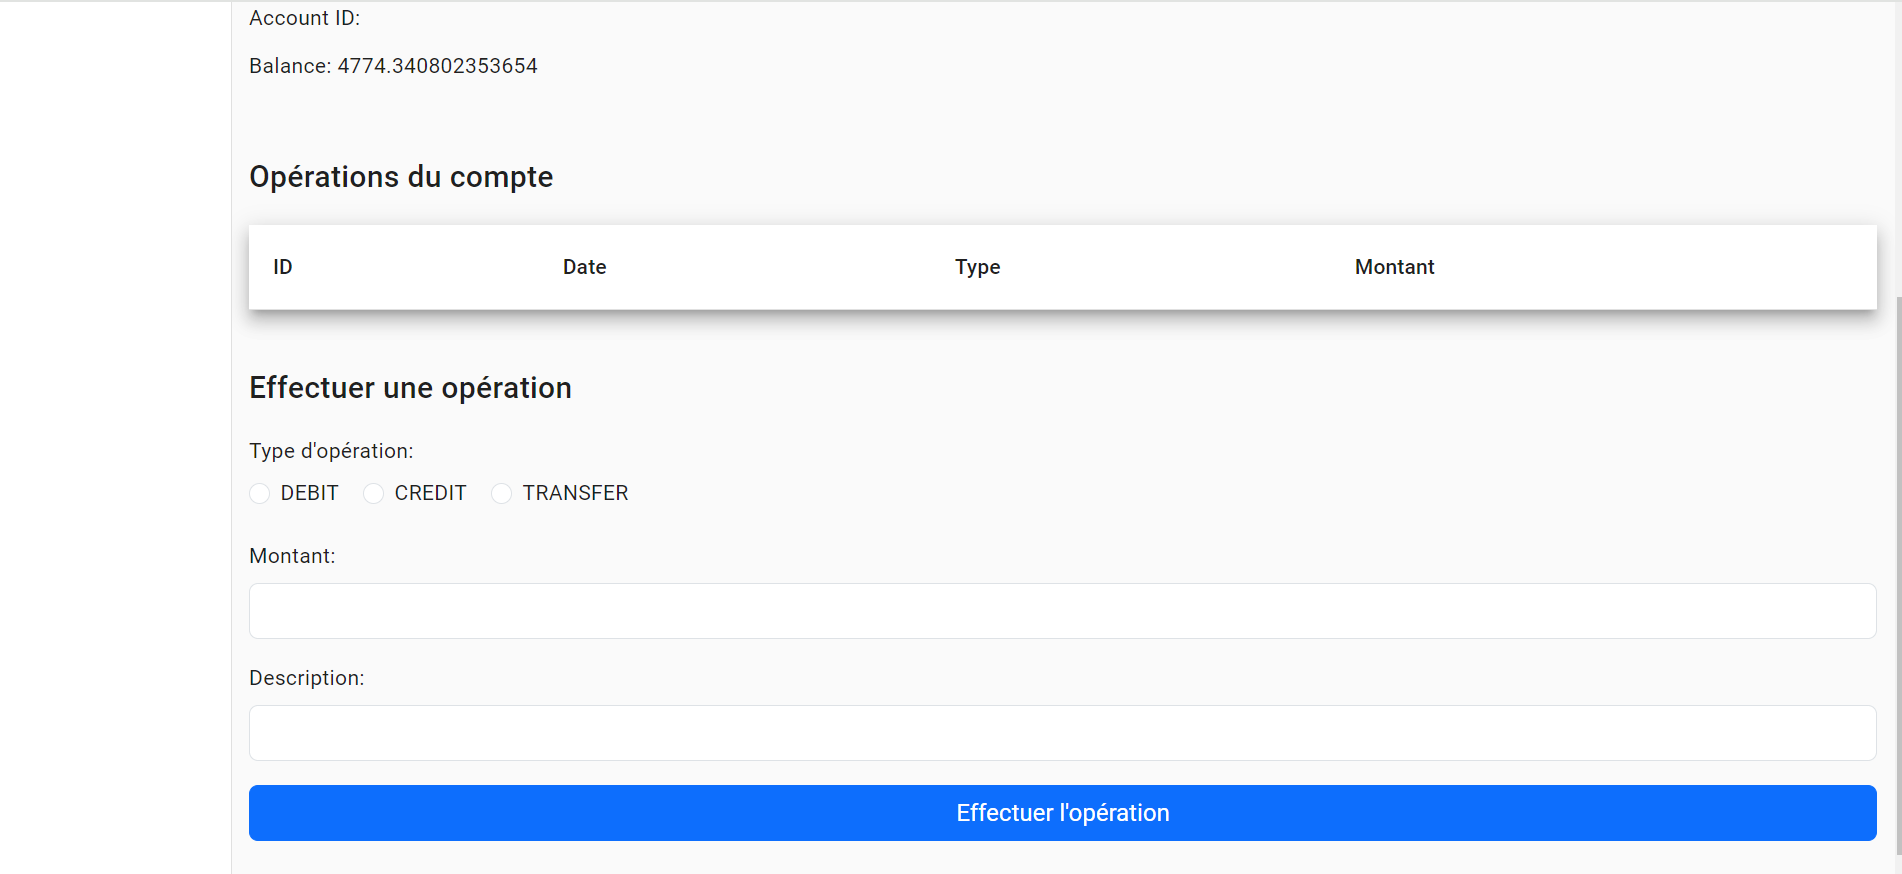 Account ID:
Balance: 4774.340802353654
Opérations du compte
ID Date Type Montant
Effectuer une opération
Type d'opération:
DEBIT CREDIT TRANSFER
Montant:
Description:
Effectuer l'opération